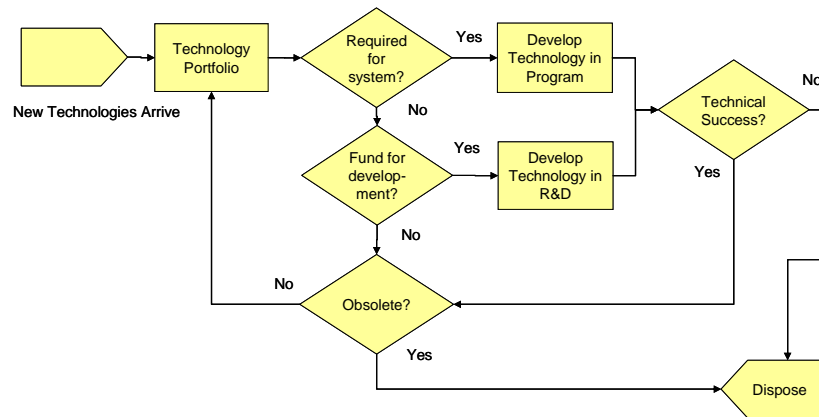 Technology
Portfolio
Required
for
system?
Yes
Develop
Technology in
Program
No
Technical
Success?
New Technologies Arrive
No
Fund for
develop-
ment?
Yes
Develop
Technology in
R&D
Yes
No
No
Obsolete?
Yes
Dispose